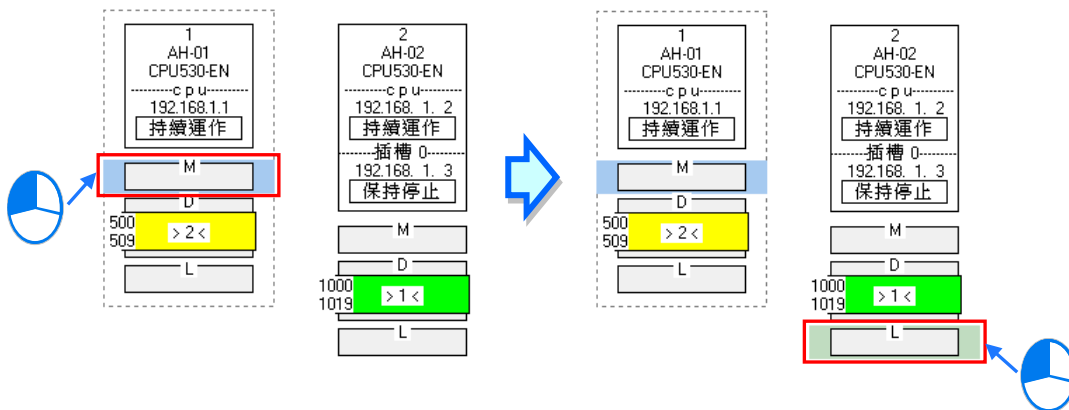 1
AH-01
CPU530-EN
------cpu------
192.168.1.1
持續運作
M
D
500
509
> 2 <
L
2
AH-02
CPU530-EN
------cpu------
192.168. 1. 2
持續運作
----插槽 0----
192.168. 1. 3
保持停止
M
D
1000
1019
> 1 <
L
1
AH-01
CPU530-EN
------cpu------
192.168.1.1
持續運作
M
D
500
509
> 2 <
L
2
AH-02
CPU530-EN
------cpu------
192.168. 1. 2
持續運作
----插槽 0----
192.168. 1. 3
保持停止
M
D
1000
1019
> 1 <
L